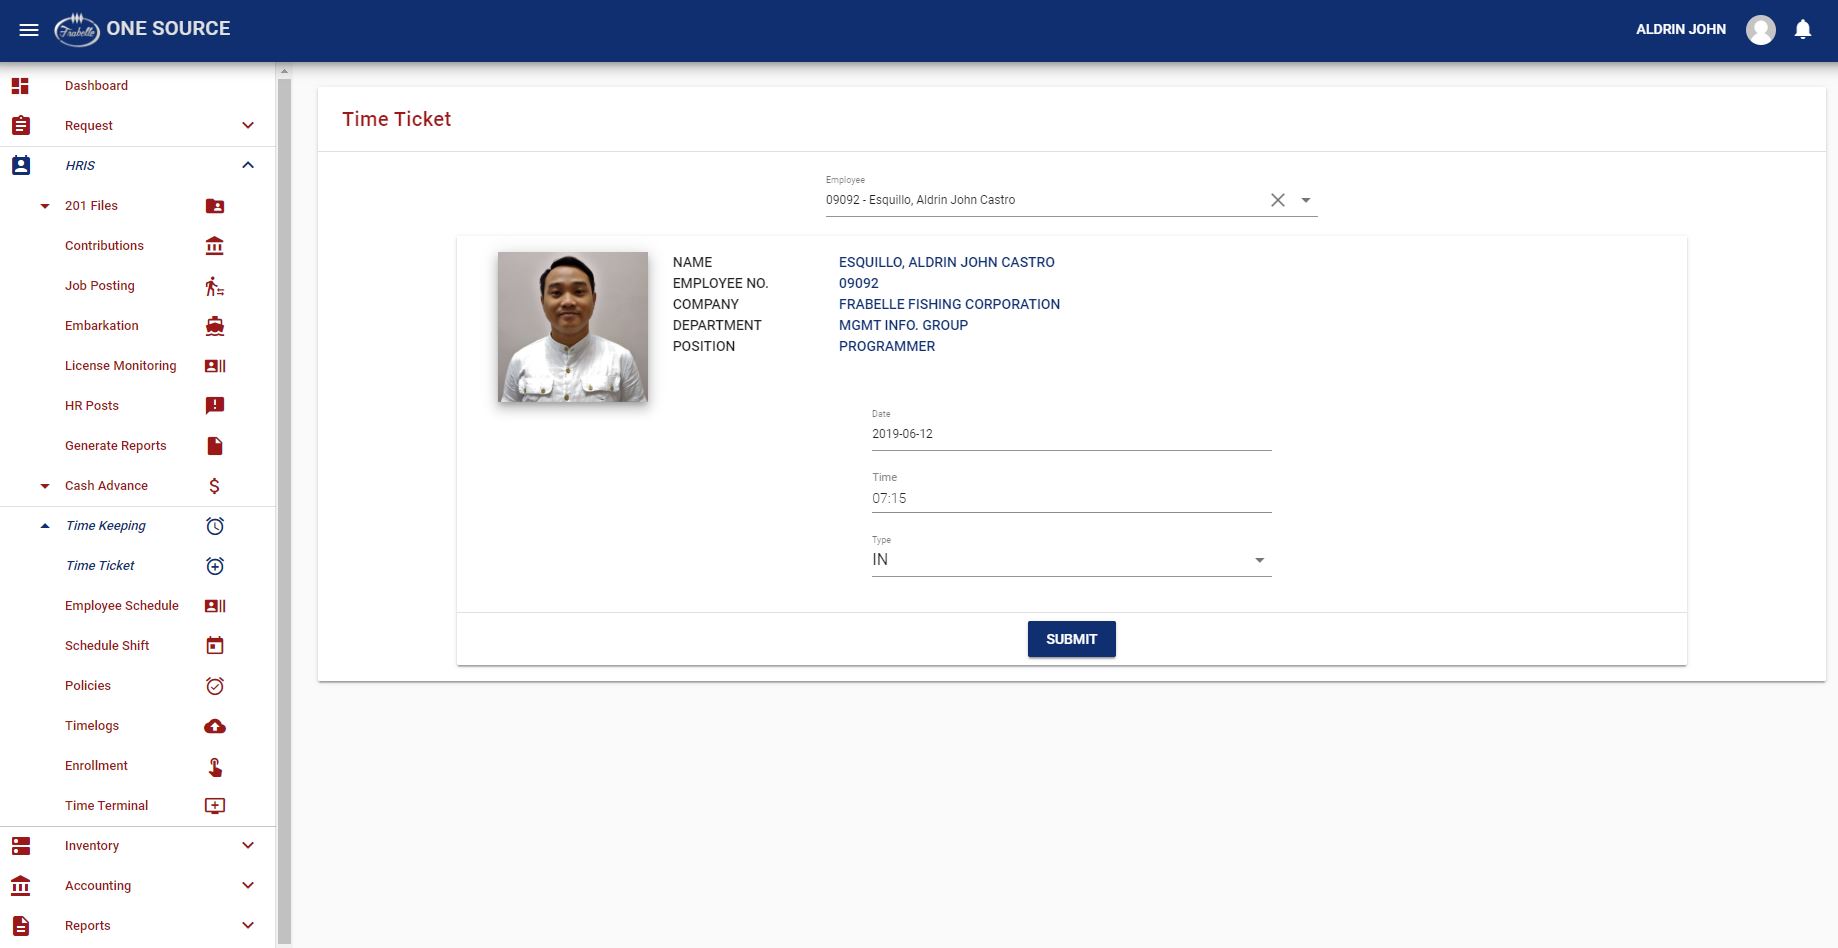 Frabelle ONE SOURCE
ALDRIN JOHN
Dashboard
Request
HRIS
201 Files
Contributions
Job Posting
Embarkation
License Monitoring
HR Posts
Generate Reports
Cash Advance
Time Keeping
Time Ticket
Employee Schedule
Schedule Shift
Policies
Timelogs
Enrollment
Time Terminal
Inventory
Accounting
Reports
Time Ticket
Employee
09092 - Esquillo, Aldrin John Castro
NAME ESQUILLO, ALDRIN JOHN CASTRO
EMPLOYEE NO. 09092
COMPANY FRABELLE FISHING CORPORATION
DEPARTMENT MGMT INFO. GROUP
POSITION PROGRAMMER
Date
2019-06-12
Time
07:15
Type
IN
SUBMIT